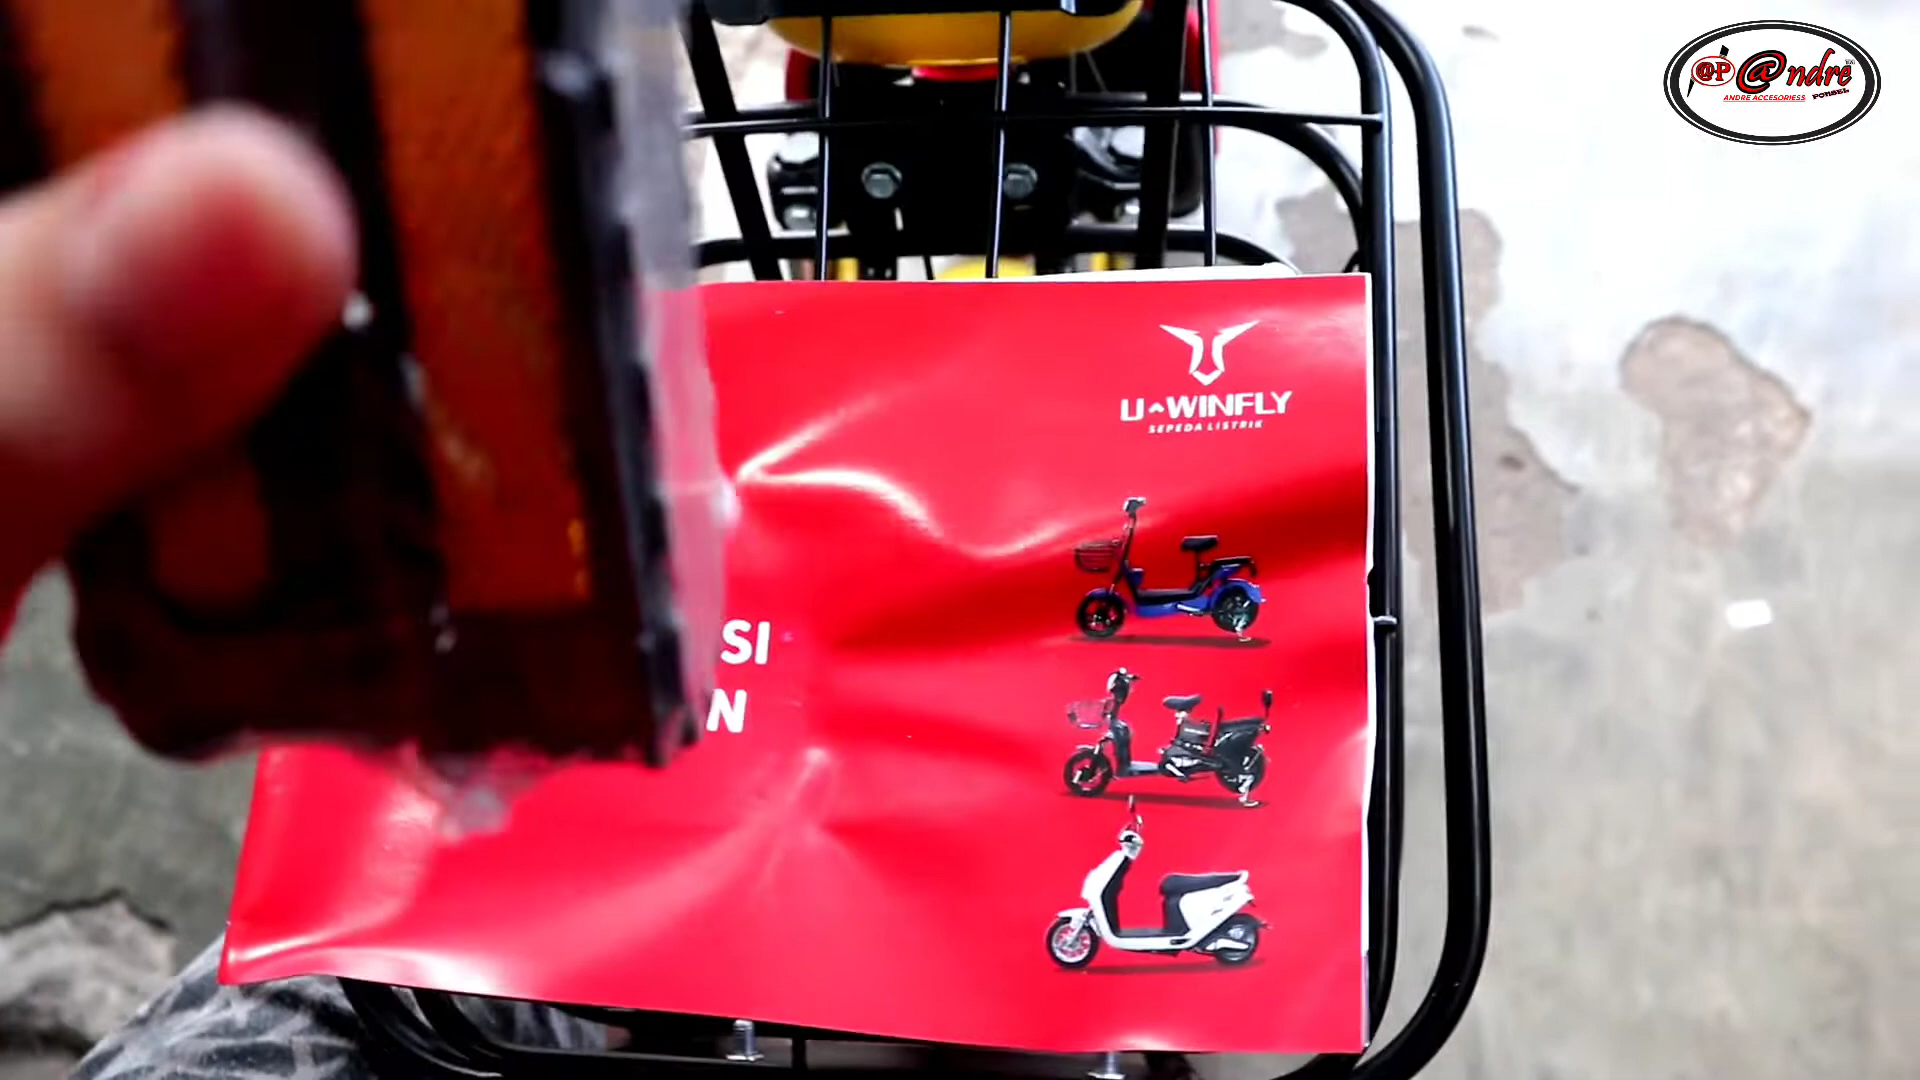 @P @ndre
ANDRE ACCESORIESS PONSEL
U-WINFLY
SEPEDA LISTRIK
SI
N